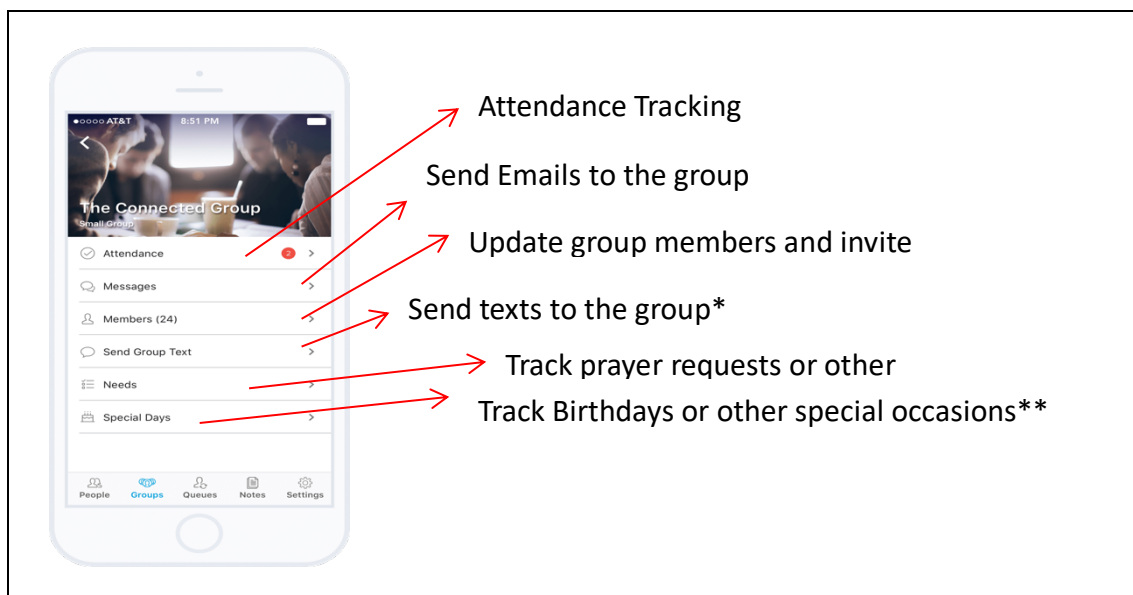 AT&T 8:51 PM
The Connected Group
Small Group
Attendance 2
Messages
Members (24)
Send Group Text
Needs
Special Days
People Groups Queues Notes Settings
Attendance Tracking
Send Emails to the group
Update group members and invite
Send texts to the group*
Track prayer requests or other
Track Birthdays or other special occasions**